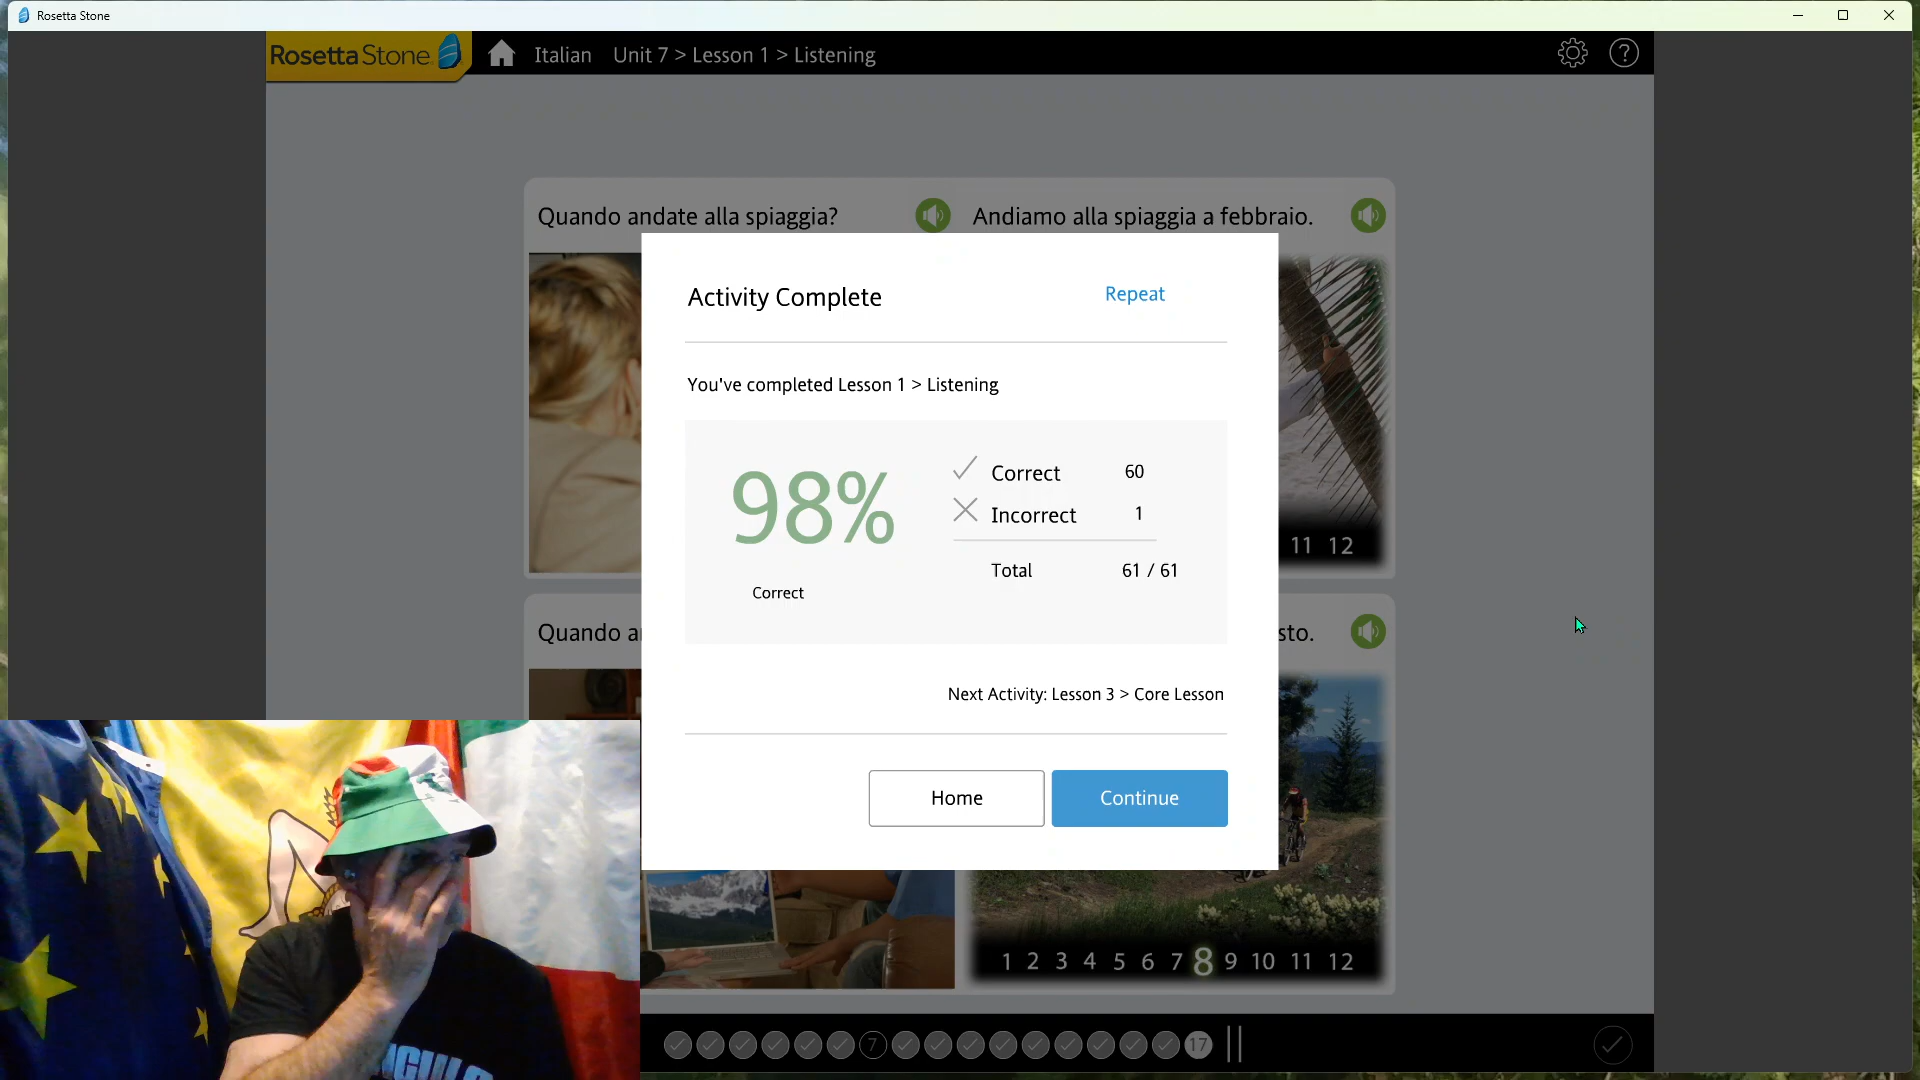 Rosetta Stone
RosettaStone
Italian Unit 7 > Lesson 1 > Listening
?
Quando andate alla spiaggia?
Andiamo alla spiaggia a febbraio.
Activity Complete
Repeat
You've completed Lesson 1 > Listening
98%
Correct
Correct 60
Incorrect 1
Total 61 / 61
11 12
Quando
sto.
Next Activity: Lesson 3 > Core Lesson
Home
Continue
1 2 3 4 5 6 7 8 9 10 11 12
7
17